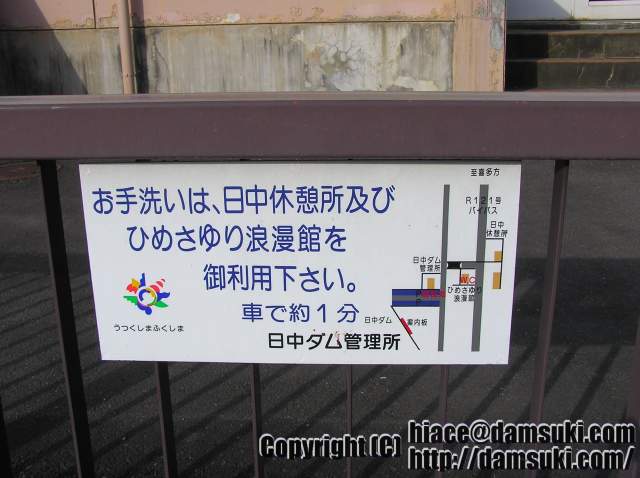 お手洗いは、日中休憩所及び
ひめさゆり浪漫館を
御利用下さい。
車で約1分
日中ダム管理所
うつくしまふくしま
至喜多方
R121号
バイパス
日中
休憩所
日中ダム
管理所
WC
ひめさゆり
浪漫館
日中ダム
案内板
Copyright (C) hiace@damsuki.com
http://damsuki.com/